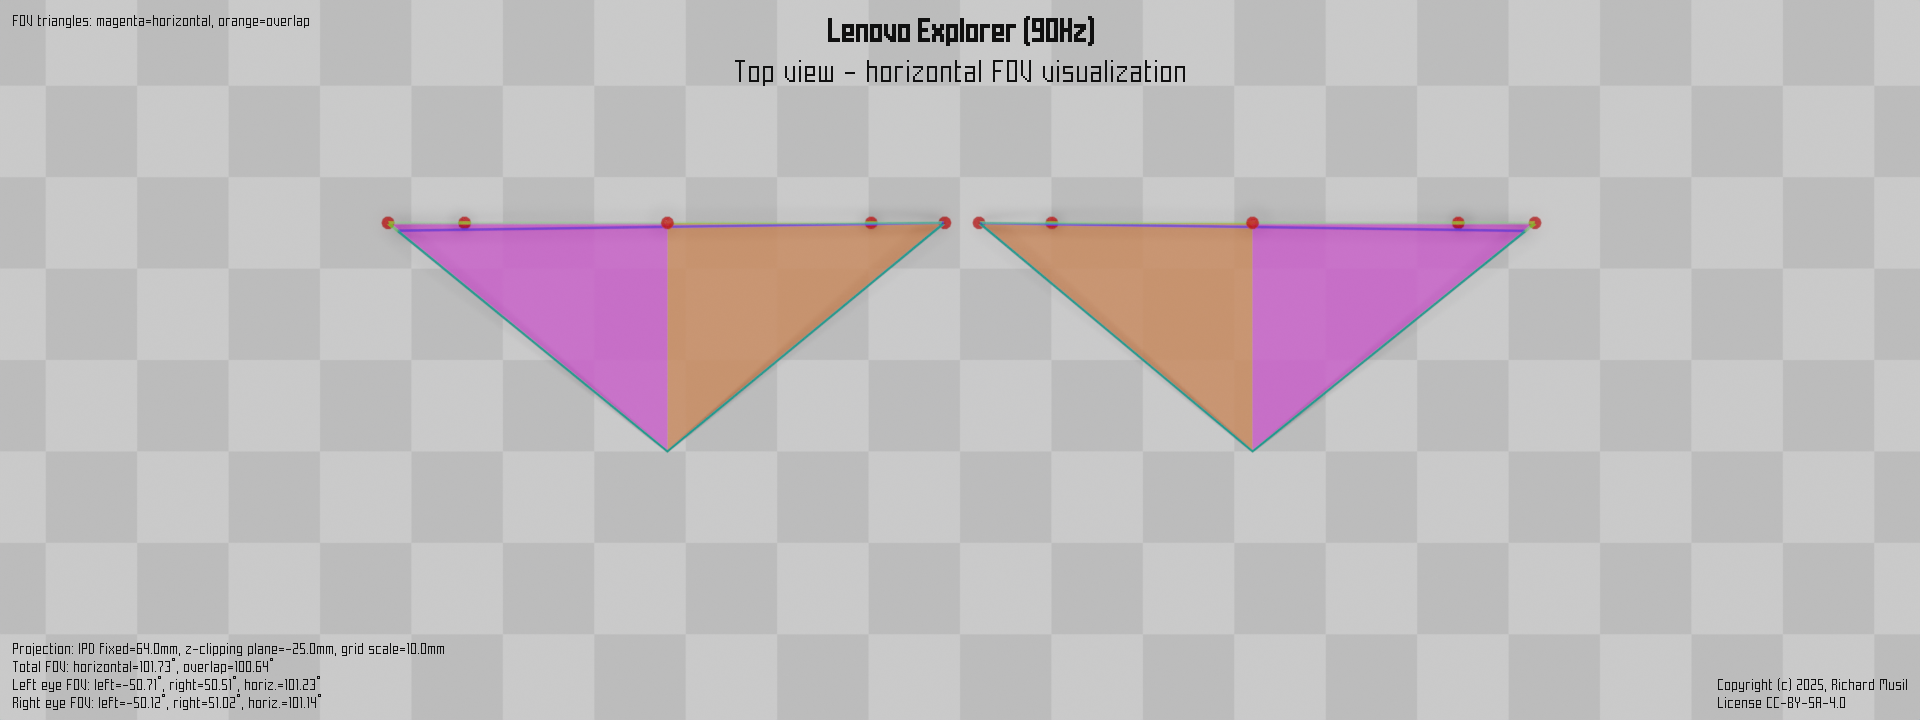 FOV triangles: magenta=horizontal, orange=overlap
Lenovo Explorer (90Hz)
Top view - horizontal FOV visualization
Projection: IPD fixed=64.0mm, z-clipping plane=-25.0mm, grid scale=10.0mm
Total FOV: horizontal=101.73°, overlap=100.64°
Left eye FOV: left=-50.71°, right=50.51°, horiz.=101.23°
Right eye FOV: left=-50.12°, right=51.02°, horiz.=101.14°
Copyright (c) 2025, Richard Musil
License CC-BY-SA-4.0